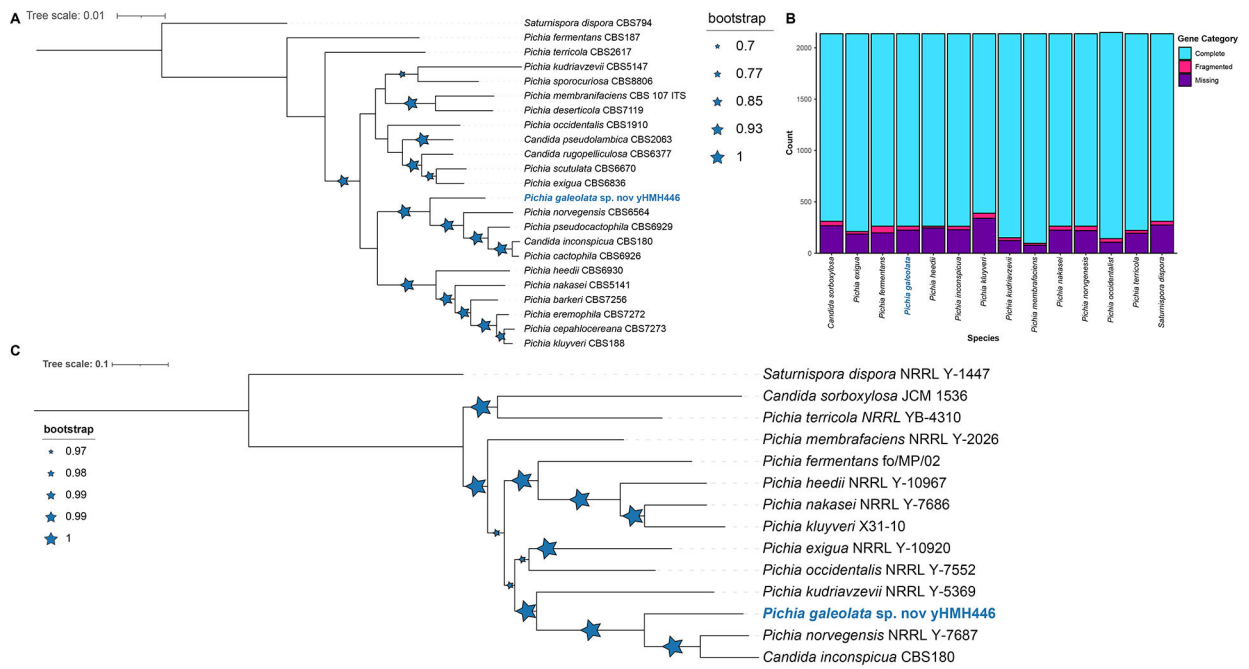 A
Tree scale: 0.01
Saturnispora dispora CBS794
Pichia fermentans CBS187
Pichia terricola CBS2617
Pichia kudriavzevii CBS5147
Pichia sporocuriosa CBS8806
Pichia membranifaciens CBS 107 ITS
Pichia deserticola CBS7119
Pichia occidentalis CBS1910
Candida pseudolambica CBS2063
Candida rugopelliculosa CBS6377
Pichia scutulata CBS6670
Pichia exigua CBS6836
Pichia galeolata sp. nov yHMH446
Pichia norvegensis CBS6564
Pichia pseudocactophila CBS6929
Candida inconspicua CBS180
Pichia cactophila CBS6926
Pichia heedii CBS6930
Pichia nakasei CBS5141
Pichia barkeri CBS7256
Pichia eremophila CBS7272
Pichia cepahlocereana CBS7273
Pichia kluyveri CBS188
bootstrap
0.7
0.77
0.85
0.93
1
B
Count
2000
1500
1000
500
0
Candida sorboxylosa
Pichia exigua
Pichia fermentans
Pichia galeolata
Pichia heedii
Pichia inconspicua
Pichia kluyveri
Pichia kudriavzevii
Pichia membrafaciens
Pichia nakasei
Pichia norvogenesis
Pichia occidentalist
Pichia terricola
Saturnispora dispora
Species
Gene Category
Complete
Fragmented
Missing
C
Tree scale: 0.1
bootstrap
0.97
0.98
0.99
0.99
1
Saturnispora dispora NRRL Y-1447
Candida sorboxylosa JCM 1536
Pichia terricola NRRL YB-4310
Pichia membrafaciens NRRL Y-2026
Pichia fermentans fo/MP/02
Pichia heedii NRRL Y-10967
Pichia nakasei NRRL Y-7686
Pichia kluyveri X31-10
Pichia exigua NRRL Y-10920
Pichia occidentalis NRRL Y-7552
Pichia kudriavzevii NRRL Y-5369
Pichia galeolata sp. nov yHMH446
Pichia norvegensis NRRL Y-7687
Candida inconspicua CBS180